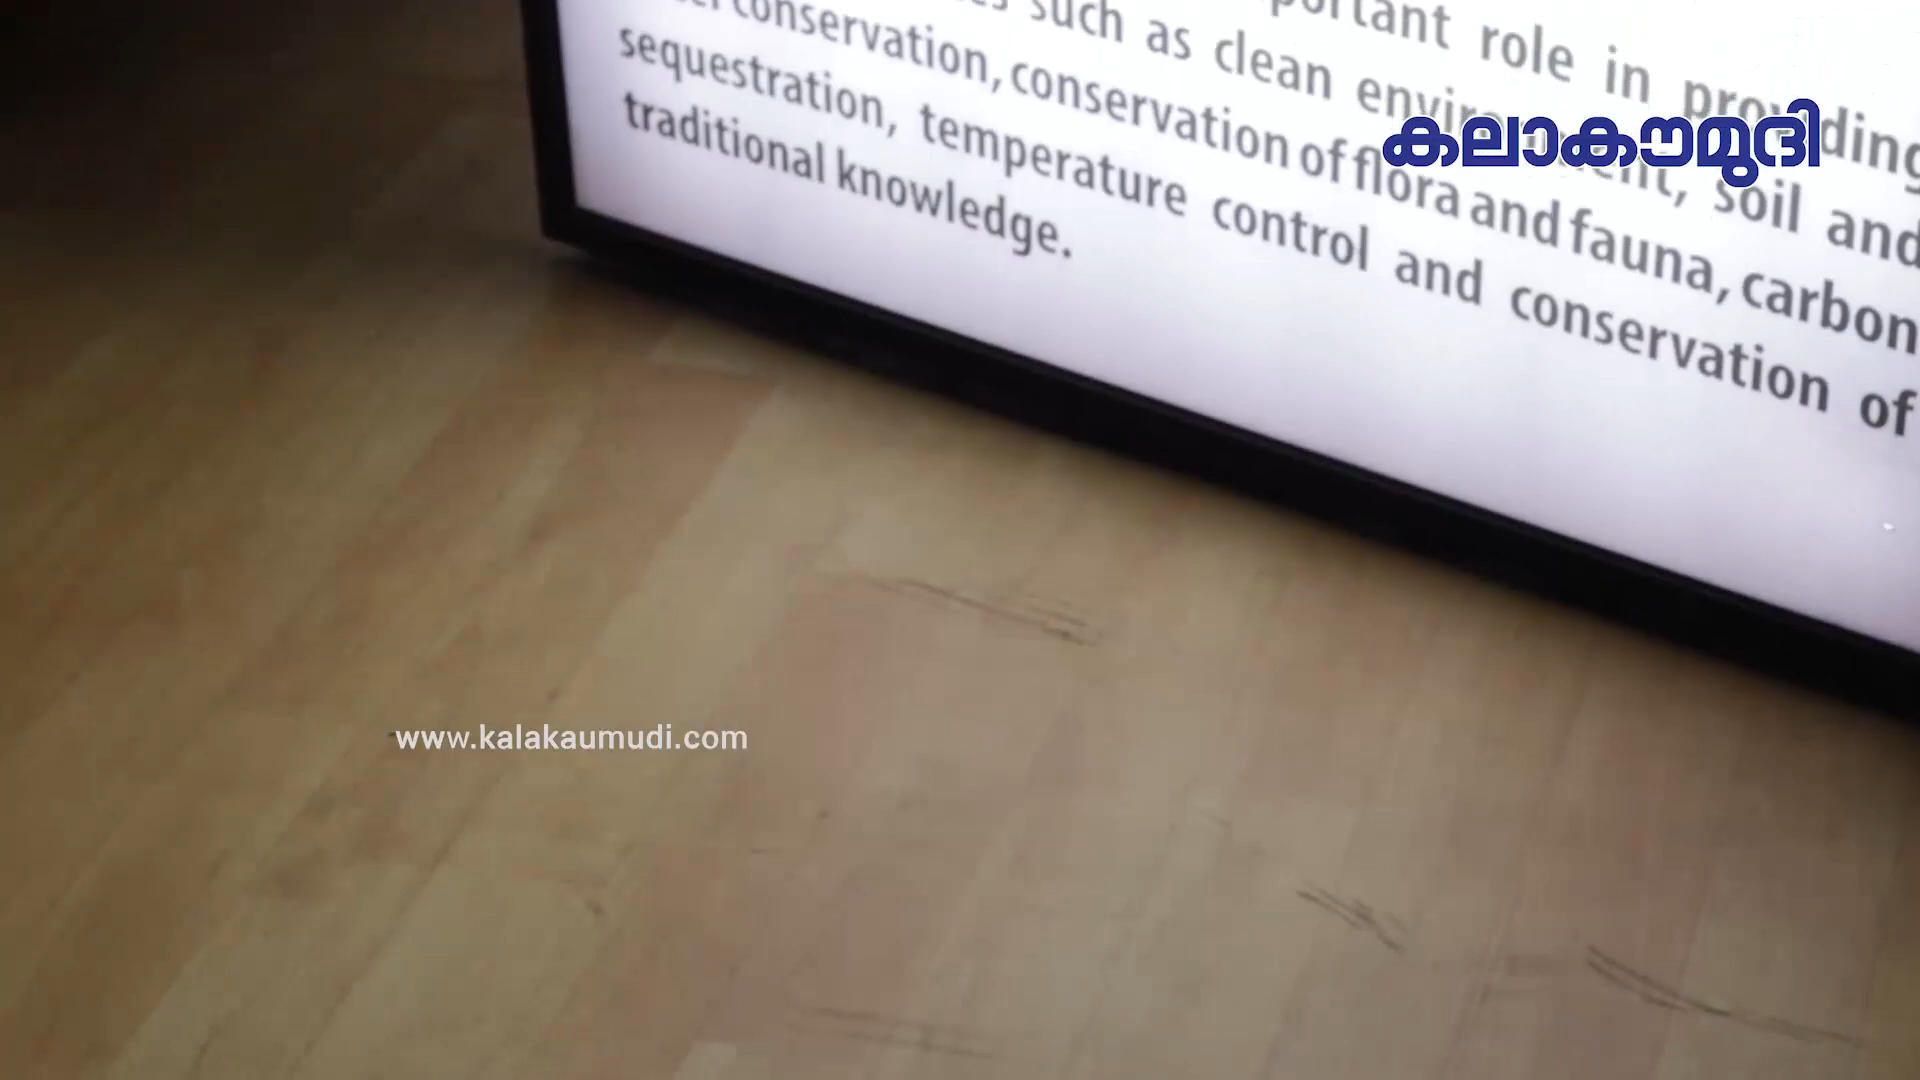 important role in providing
such as clean environment, soil and
conservation, conservation of flora and fauna, carbon
sequestration, temperature control and conservation of
traditional knowledge.
കലാകൗമുദി
www.kalakaumudi.com